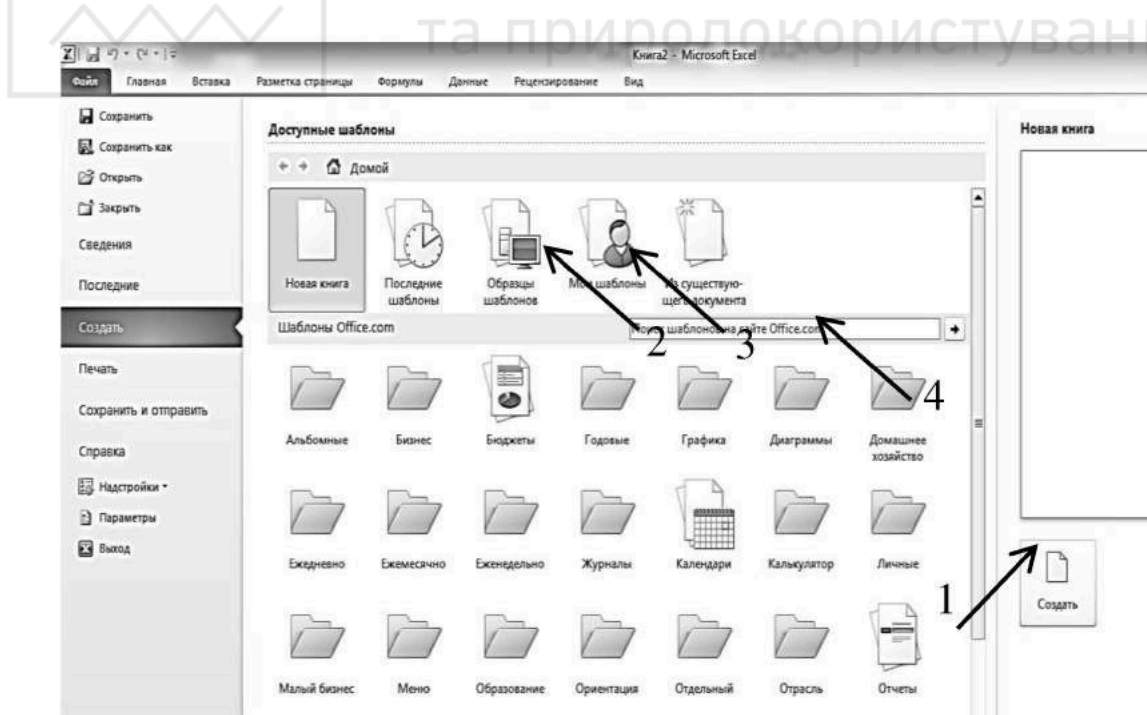 та природокористуван
Книга2 - Microsoft Excel
Файл Главная Вставка Разметка страницы Формулы Данные Рецензирование Вид
Сохранить
Сохранить как
Открыть
Закрыть
Сведения
Последние
Создать
Печать
Сохранить и отправить
Справка
Надстройки
Параметры
Выход
Доступные шаблоны
Домой
Новая книга
Последние шаблоны
Образцы шаблонов
Мои шаблоны
Из существую-
щего документа
Шаблоны Office.com
Поиск шаблонов на сайте Office.com
2
3
4
Альбомные Бизнес Бюджеты Годовые Графика Диаграммы Домашнее хозяйство
Ежедневно Ежемесячно Еженедельно Журналы Календари Калькулятор Личные
Малый бизнес Меню Образование Ориентация Отдельный Отрасль Отчеты
Новая книга
1
Создать